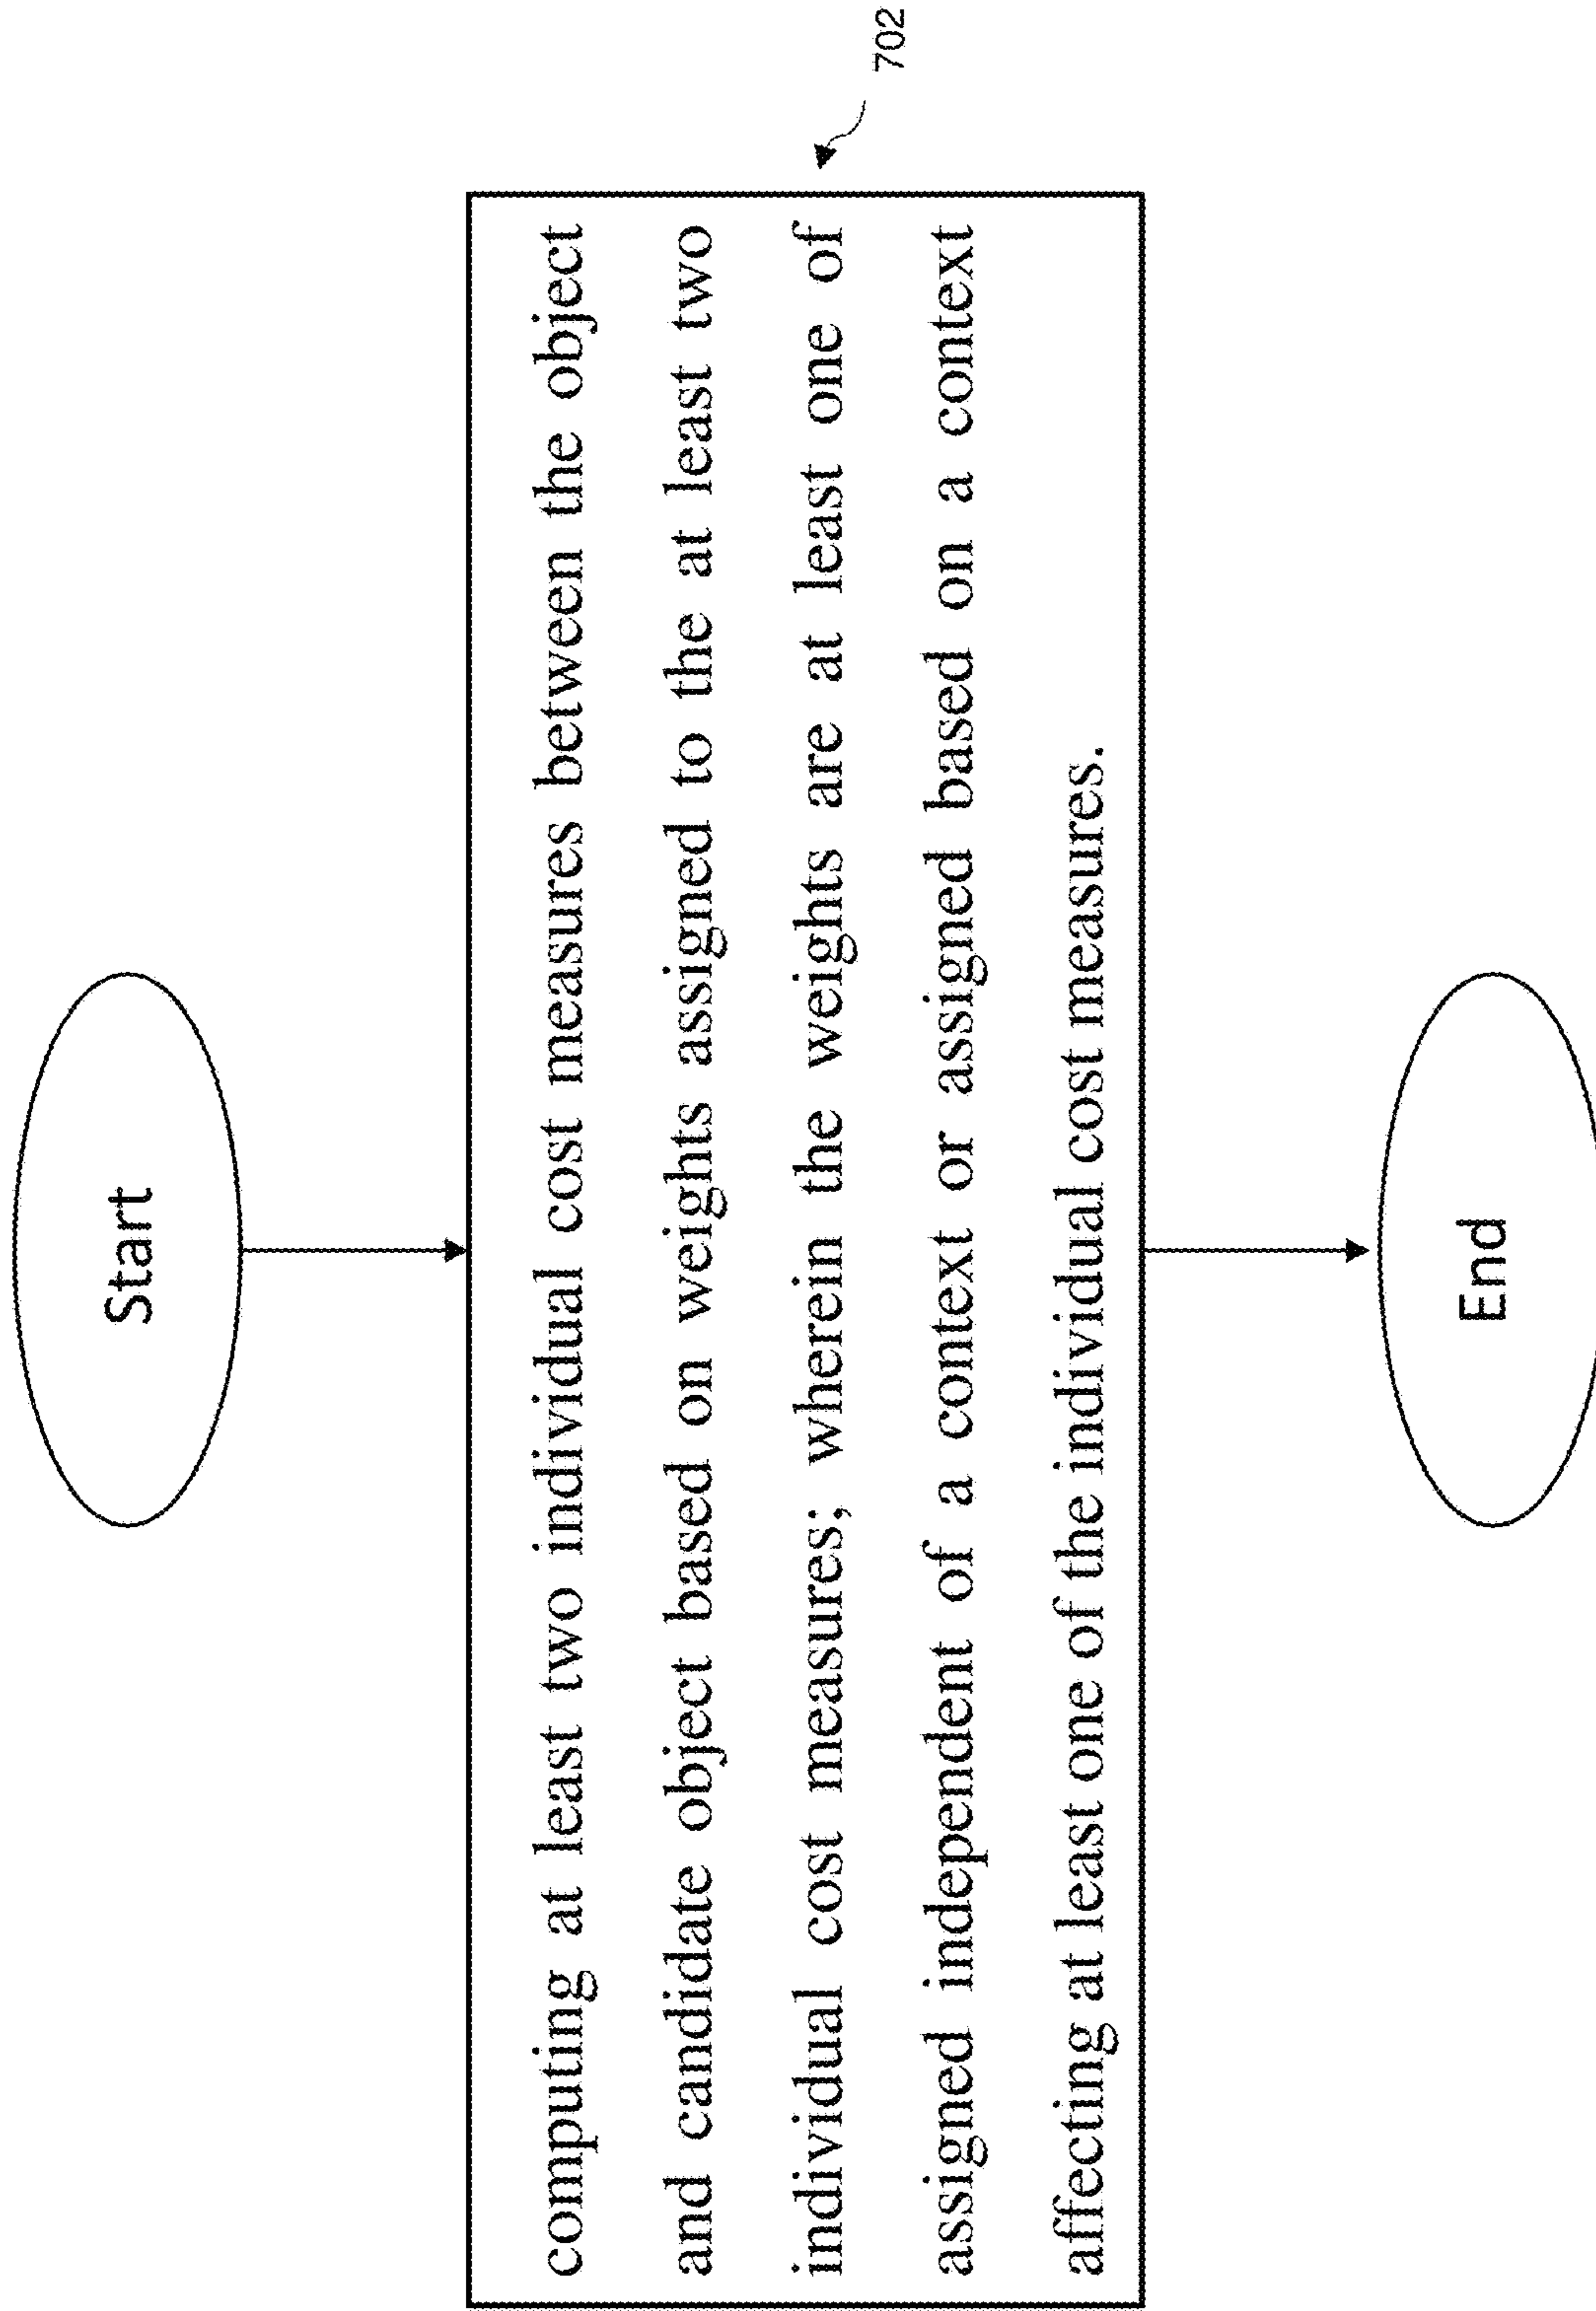 Start
computing at least two individual cost measures between the object
and candidate object based on weights assigned to the at least two
individual cost measures; wherein the weights are at least one of
assigned independent of a context or assigned based on a context
affecting at least one of the individual cost measures.
702
End